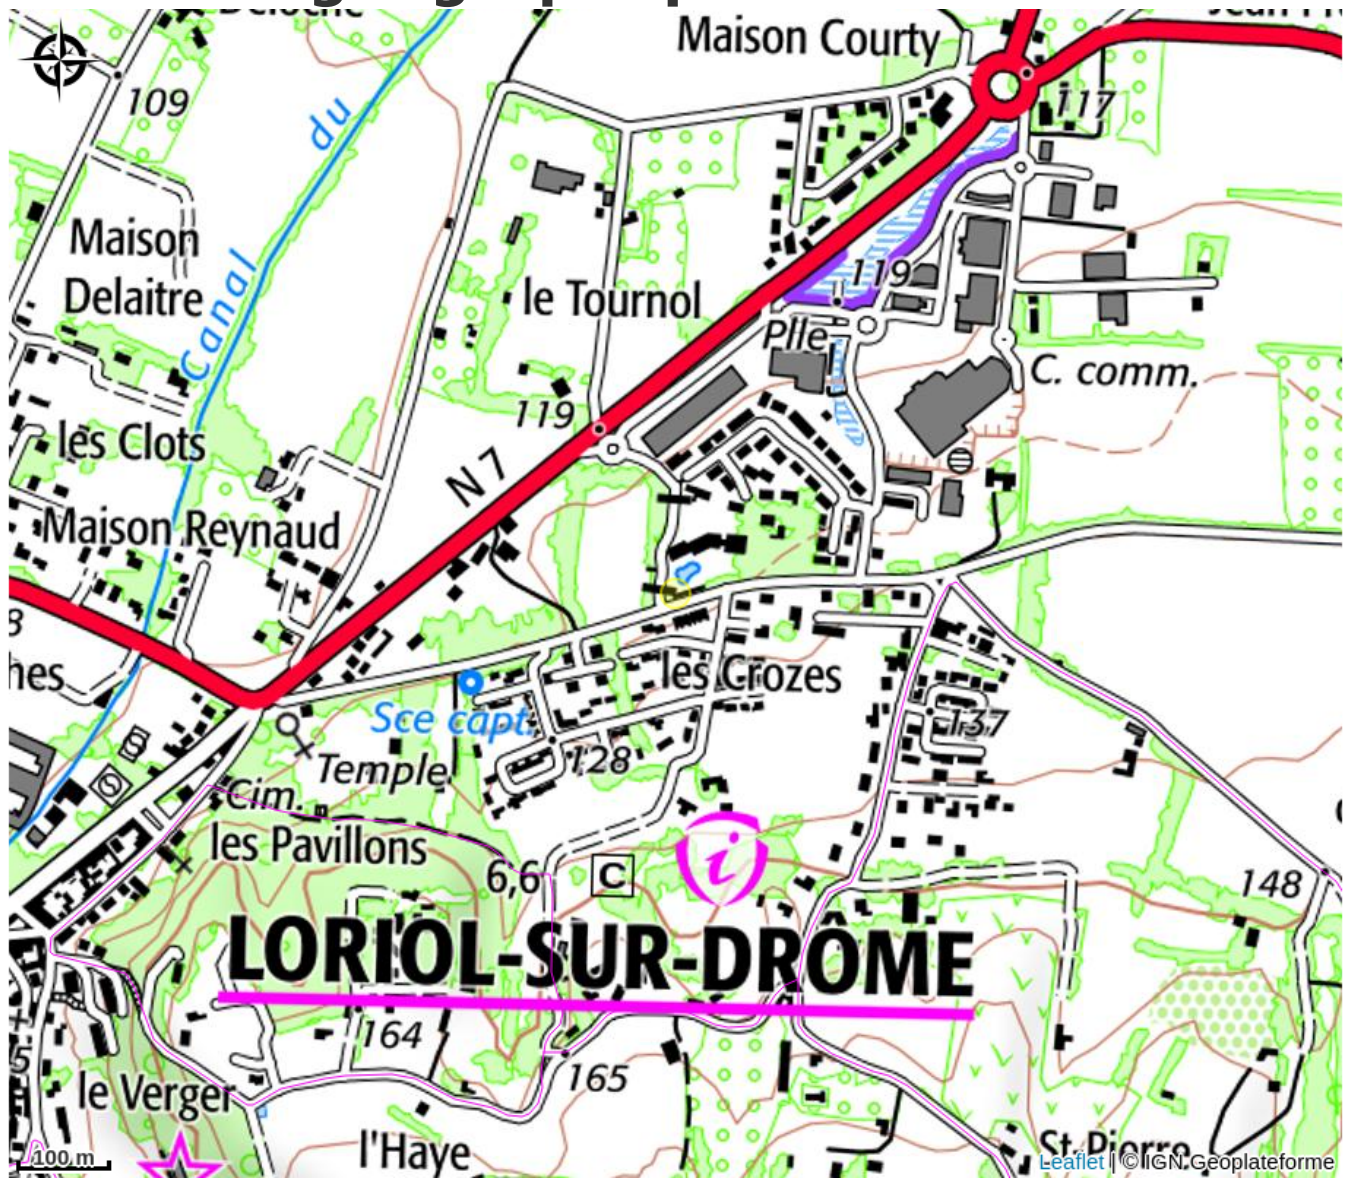 Maison Courty
109
117
du
Maison
Delaitre
Canal
le Tournol
119
Plle
C. comm.
119
les Clots
N 7
Maison Reynaud
les Crozes
Sce capt.
137
128
Temple
Cim.
les Pavillons
6,6
C
i
148
LORIOL-SUR-DRÔME
164
165
le Verger
l'Haye
St-Pierre
100 m
Leaflet | © IGN Geoplateforme